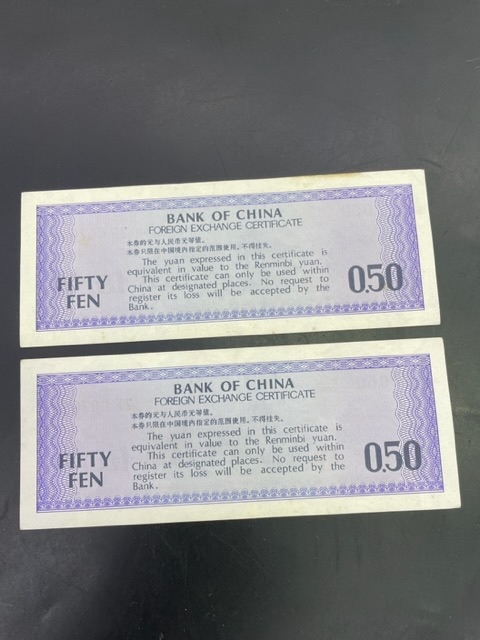 BANK OF CHINA
FOREIGN EXCHANGE CERTIFICATE
本券的元与人民币元等值。
本券只限在中国境内指定的范围使用。不得挂失。
The yuan expressed in this certificate is
equivalent in value to the Renminbi yuan.
This certificate can only be used within
China at designated places. No request to
register its loss will be accepted by the
Bank.
FIFTY
FEN
0.50
BANK OF CHINA
FOREIGN EXCHANGE CERTIFICATE
本券的元与人民币元等值。
本券只限在中国境内指定的范围使用。不得挂失。
The yuan expressed in this certificate is
equivalent in value to the Renminbi yuan.
This certificate can only be used within
China at designated places. No request to
register its loss will be accepted by the
Bank.
FIFTY
FEN
0.50